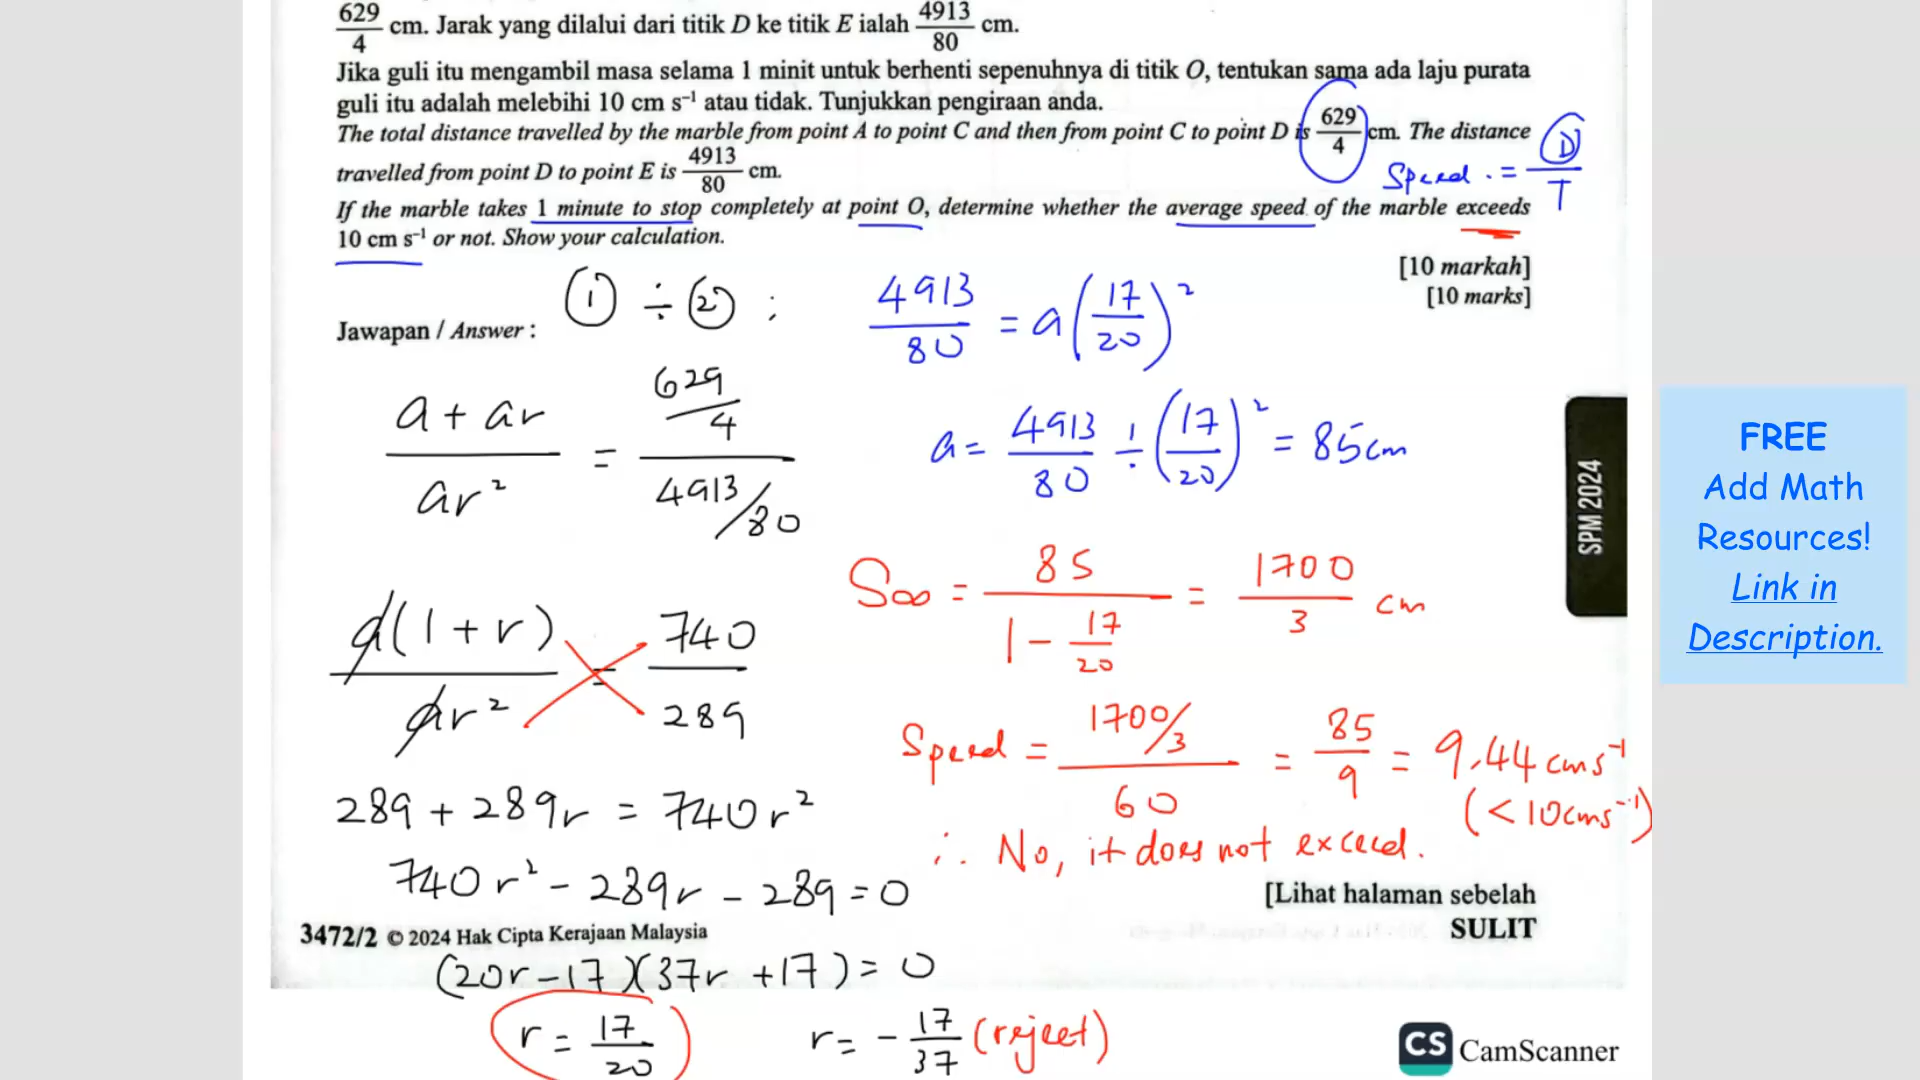 629/4 cm. Jarak yang dilalui dari titik D ke titik E ialah 4913/80 cm.
Jika guli itu mengambil masa selama 1 minit untuk berhenti sepenuhnya di titik O, tentukan sama ada laju purata
guli itu adalah melebihi 10 cm s⁻¹ atau tidak. Tunjukkan pengiraan anda.
The total distance travelled by the marble from point A to point C and then from point C to point D is 629/4 cm. The distance
travelled from point D to point E is 4913/80 cm.
Speed = D/T
If the marble takes 1 minute to stop completely at point O, determine whether the average speed of the marble exceeds
10 cm s⁻¹ or not. Show your calculation.
[10 markah]
[10 marks]
Jawapan / Answer :
① ÷ ② ;
(a + ar)/(ar²) = (629/4)/(4913/80)
a(1 + r)/ar² = 740/289
289 + 289r = 740r²
740r² - 289r - 289 = 0
(20r - 17)(37r + 17) = 0
r = 17/20
r = - 17/37 (reject)
4913/80 = a(17/20)²
a = 4913/80 ÷ (17/20)² = 85cm
S∞ = 85/(1 - 17/20) = 1700/3 cm
Speed = (1700/3)/60 = 85/9 = 9.44 cms⁻¹
(< 10cms⁻¹)
∴ No, it does not exceed.
[Lihat halaman sebelah
SULIT
3472/2 © 2024 Hak Cipta Kerajaan Malaysia
SPM 2024
CS CamScanner
FREE
Add Math
Resources!
Link in
Description.